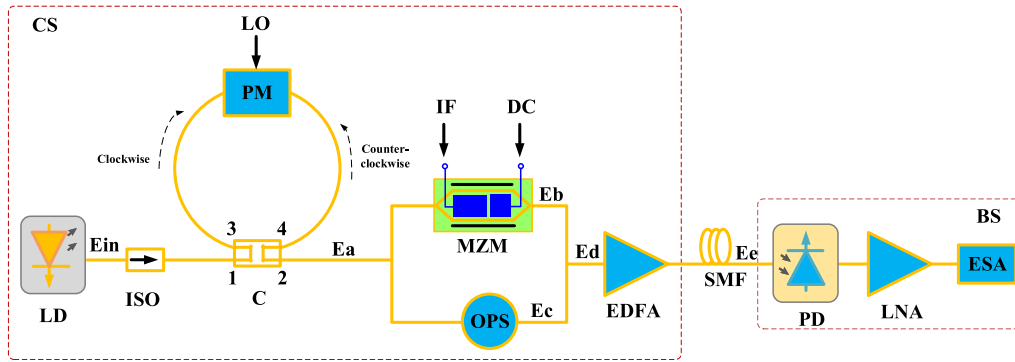 CS
LO
PM
IF
DC
Clockwise
Counter-
clockwise
Eb
BS
3
4
MZM
Ein
Ea
Ed
Ee
ESA
1
2
SMF
ISO
C
Ec
EDFA
LD
OPS
PD
LNA